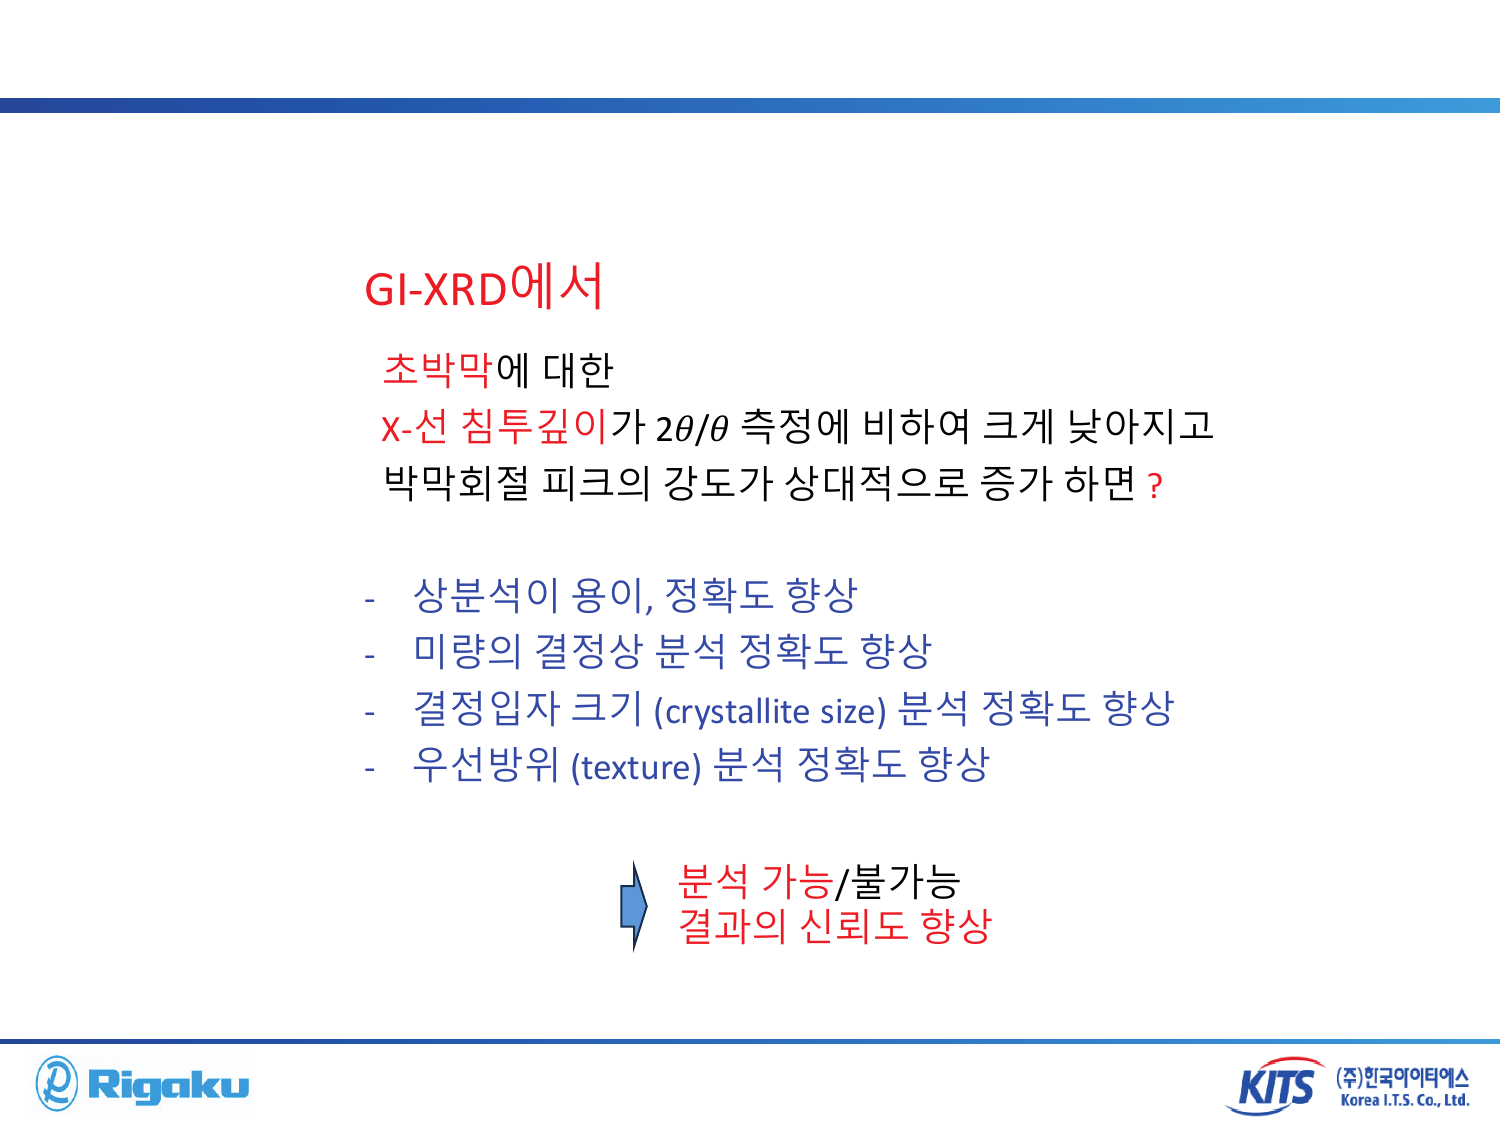 GI-XRD에서
초박막에 대한
X-선 침투깊이가 2θ/θ 측정에 비하여 크게 낮아지고
박막회절 피크의 강도가 상대적으로 증가 하면 ?
- 상분석이 용이, 정확도 향상
- 미량의 결정상 분석 정확도 향상
- 결정입자 크기 (crystallite size) 분석 정확도 향상
- 우선방위 (texture) 분석 정확도 향상
분석 가능/불가능
결과의 신뢰도 향상
Rigaku
KITS
(주)한국아이티에스
Korea I.T.S. Co., Ltd.